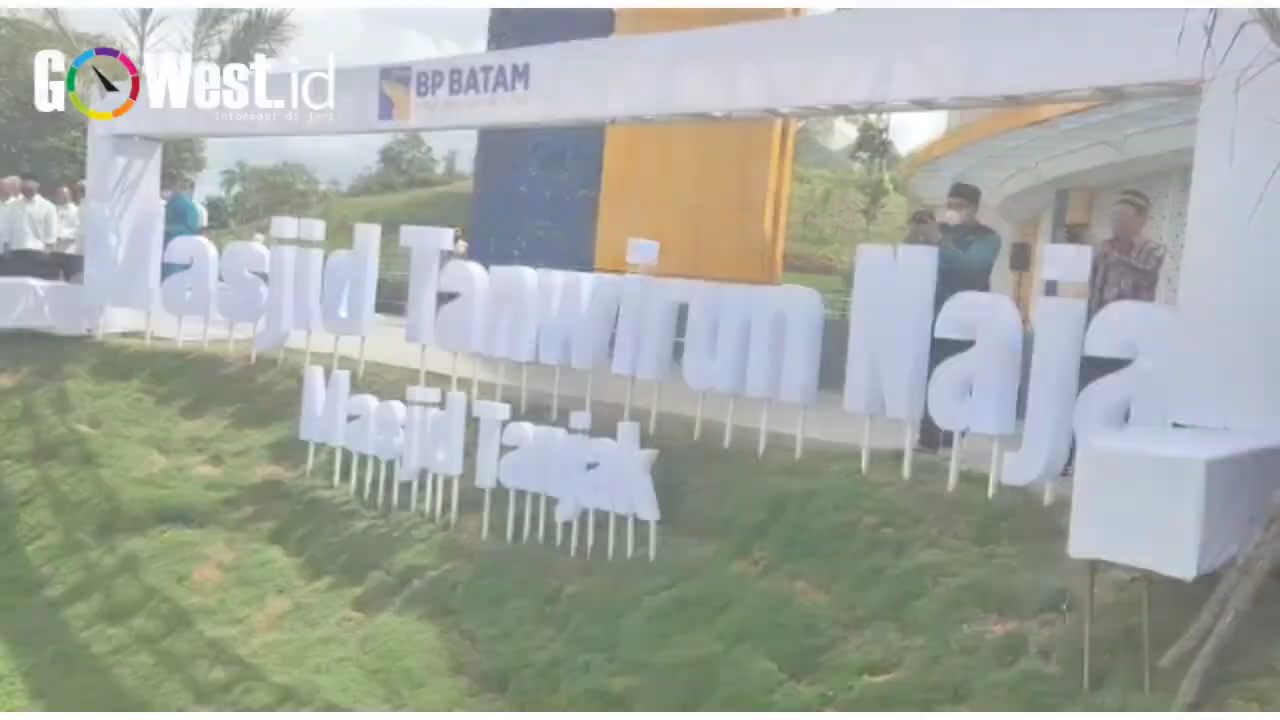 GoWest.id
Informasi di jari
BP BATAM
Masjid Tanwirun Naja
Masjid Tanjak